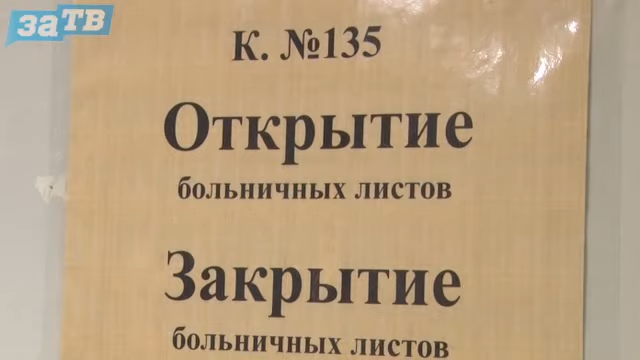 заТВ
К. №135
Открытие
больничных листов
Закрытие
больничных листов